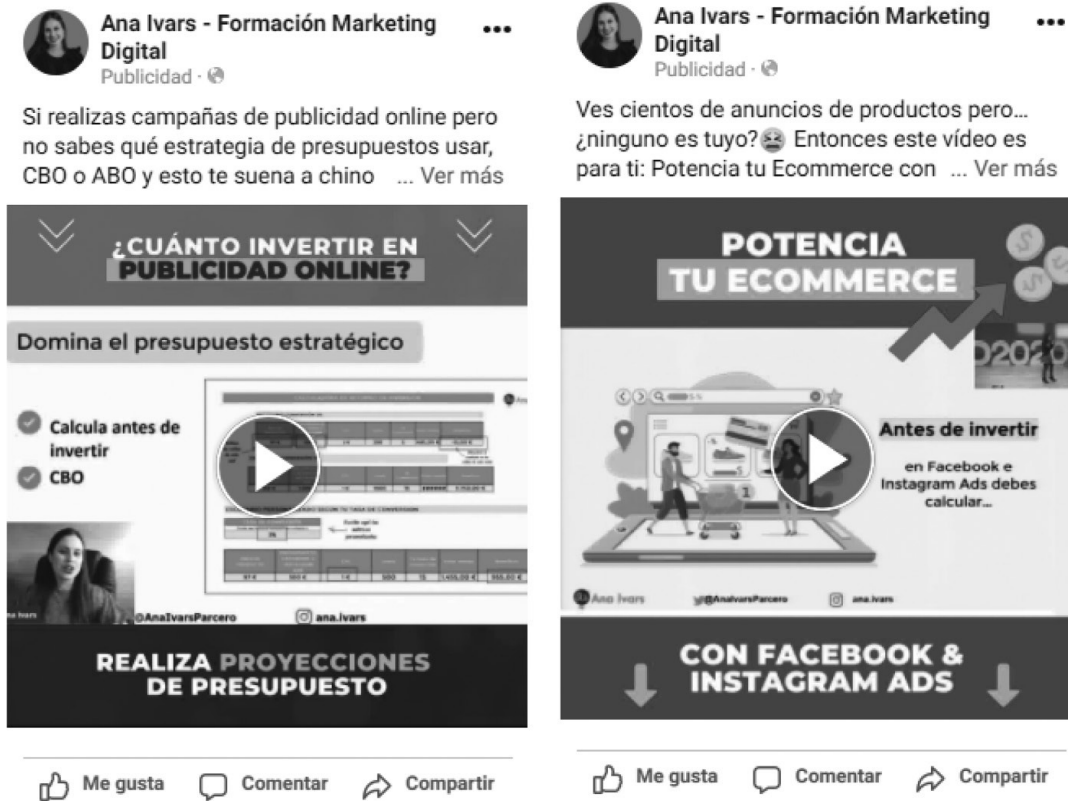 Ana Ivars - Formación Marketing
Digital
Publicidad ·
Si realizas campañas de publicidad online pero
no sabes qué estrategia de presupuestos usar,
CBO o ABO y esto te suena a chino ... Ver más
¿CUÁNTO INVERTIR EN
PUBLICIDAD ONLINE?
Domina el presupuesto estratégico
Calcula antes de
invertir
CBO
@AnaIvarsParcero
ana.ivars
REALIZA PROYECCIONES
DE PRESUPUESTO
Me gusta
Comentar
Compartir
Ana Ivars - Formación Marketing
Digital
Publicidad ·
Ves cientos de anuncios de productos pero...
¿ninguno es tuyo?😫 Entonces este vídeo es
para ti: Potencia tu Ecommerce con ... Ver más
POTENCIA
TU ECOMMERCE
Antes de invertir
en Facebook e
Instagram Ads debes
calcular...
Ana Ivars
@AnaIvarsParcero
ana.ivars
CON FACEBOOK &
INSTAGRAM ADS
Me gusta
Comentar
Compartir